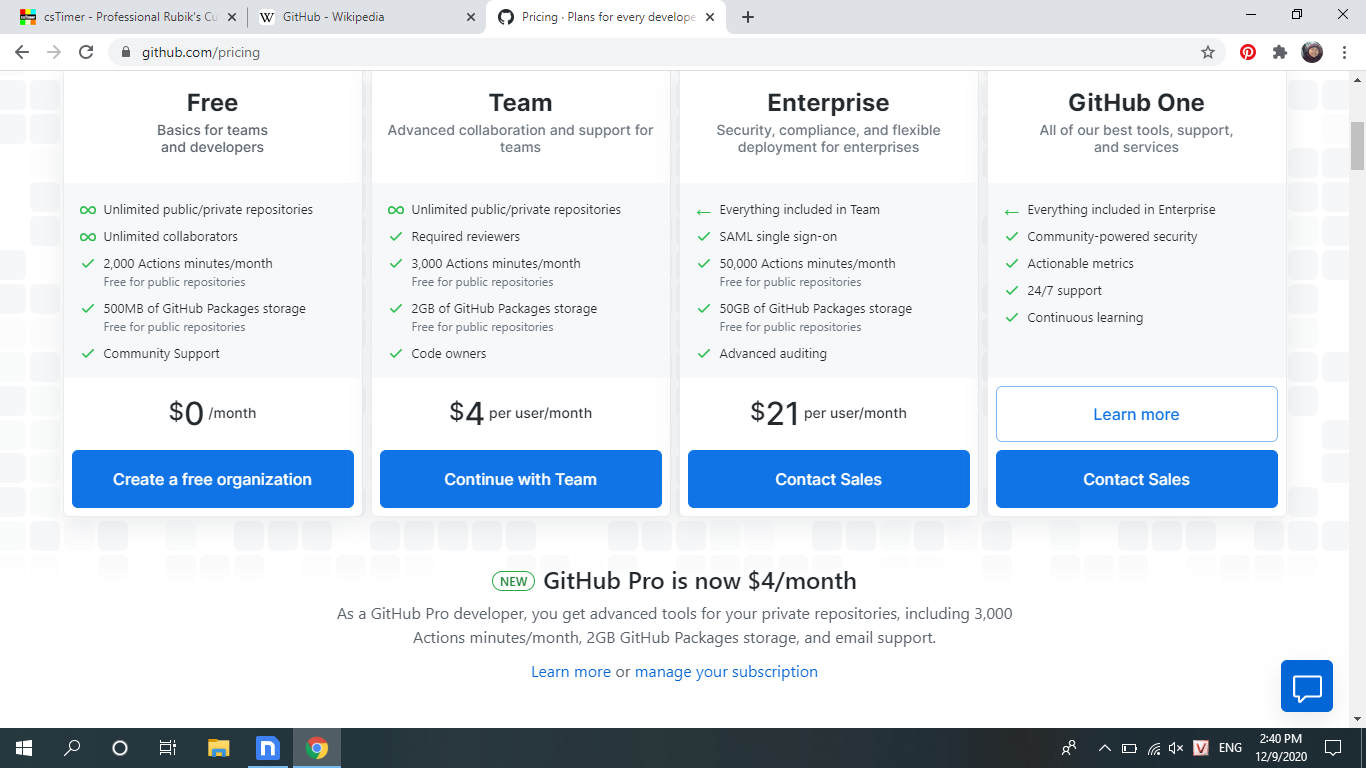 csTimer - Professional Rubik's Cu
GitHub - Wikipedia
Pricing · Plans for every develope
github.com/pricing
Free
Basics for teams
and developers
Unlimited public/private repositories
Unlimited collaborators
2,000 Actions minutes/month
Free for public repositories
500MB of GitHub Packages storage
Free for public repositories
Community Support
$0 /month
Create a free organization
Team
Advanced collaboration and support for
teams
Unlimited public/private repositories
Required reviewers
3,000 Actions minutes/month
Free for public repositories
2GB of GitHub Packages storage
Free for public repositories
Code owners
$4 per user/month
Continue with Team
Enterprise
Security, compliance, and flexible
deployment for enterprises
Everything included in Team
SAML single sign-on
50,000 Actions minutes/month
Free for public repositories
50GB of GitHub Packages storage
Free for public repositories
Advanced auditing
$21 per user/month
Contact Sales
GitHub One
All of our best tools, support,
and services
Everything included in Enterprise
Community-powered security
Actionable metrics
24/7 support
Continuous learning
Learn more
Contact Sales
NEW GitHub Pro is now $4/month
As a GitHub Pro developer, you get advanced tools for your private repositories, including 3,000
Actions minutes/month, 2GB GitHub Packages storage, and email support.
Learn more or manage your subscription
ENG
2:40 PM
12/9/2020